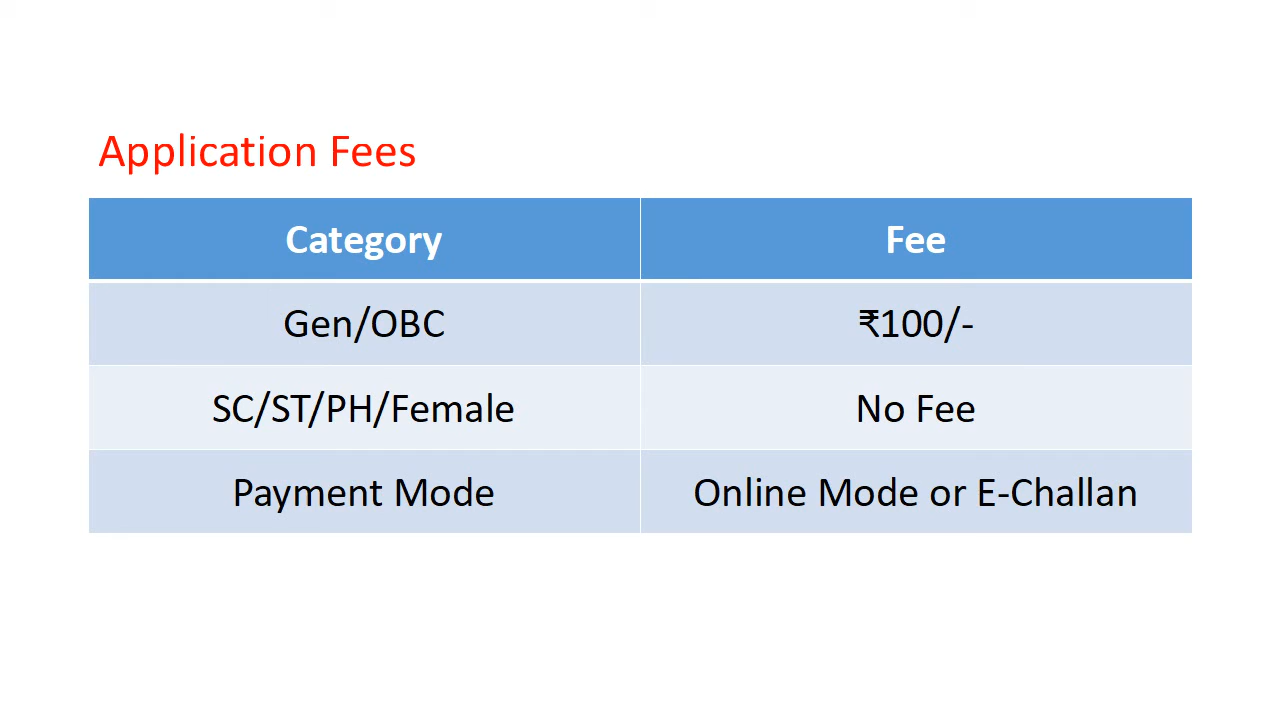 Application Fees
Category Fee
Gen/OBC ₹100/-
SC/ST/PH/Female No Fee
Payment Mode Online Mode or E-Challan